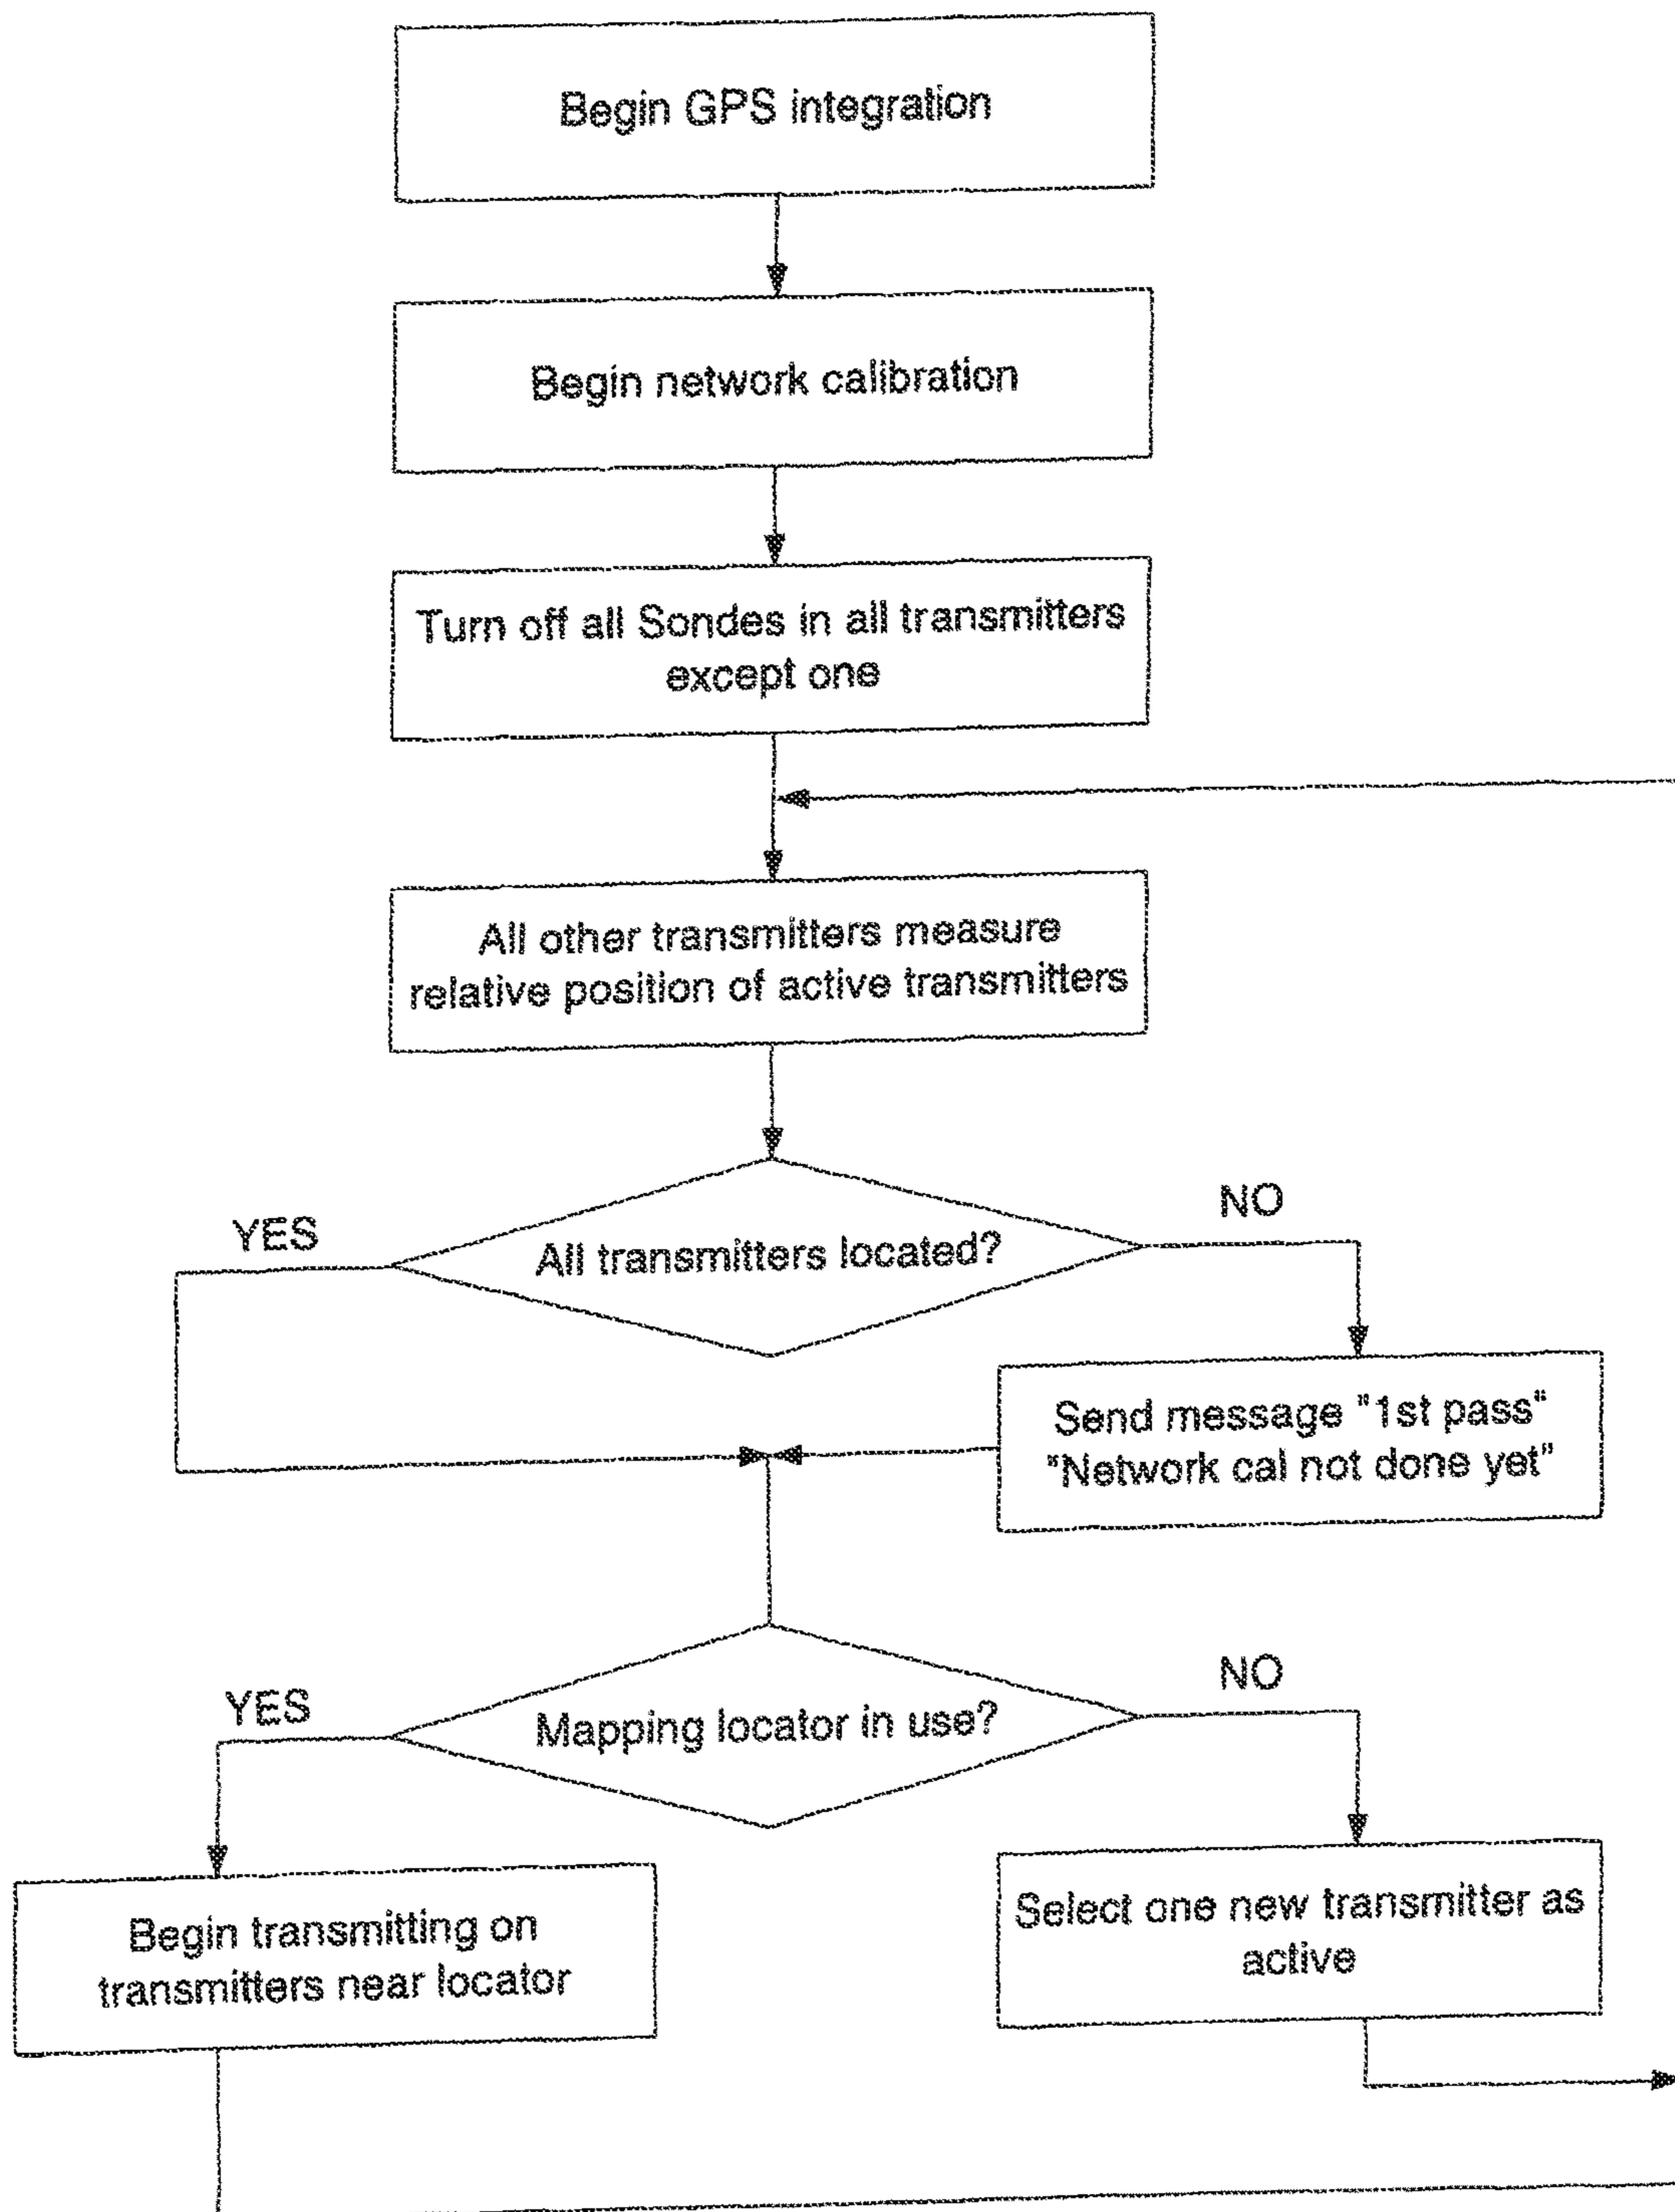 Begin GPS integration
Begin network calibration
Turn off all Sondes in all transmitters
except one
All other transmitters measure
relative position of active transmitters
YES
All transmitters located?
NO
Send message "1st pass"
"Network cal not done yet"
YES
Mapping locator in use?
NO
Begin transmitting on
transmitters near locator
Select one new transmitter as
active